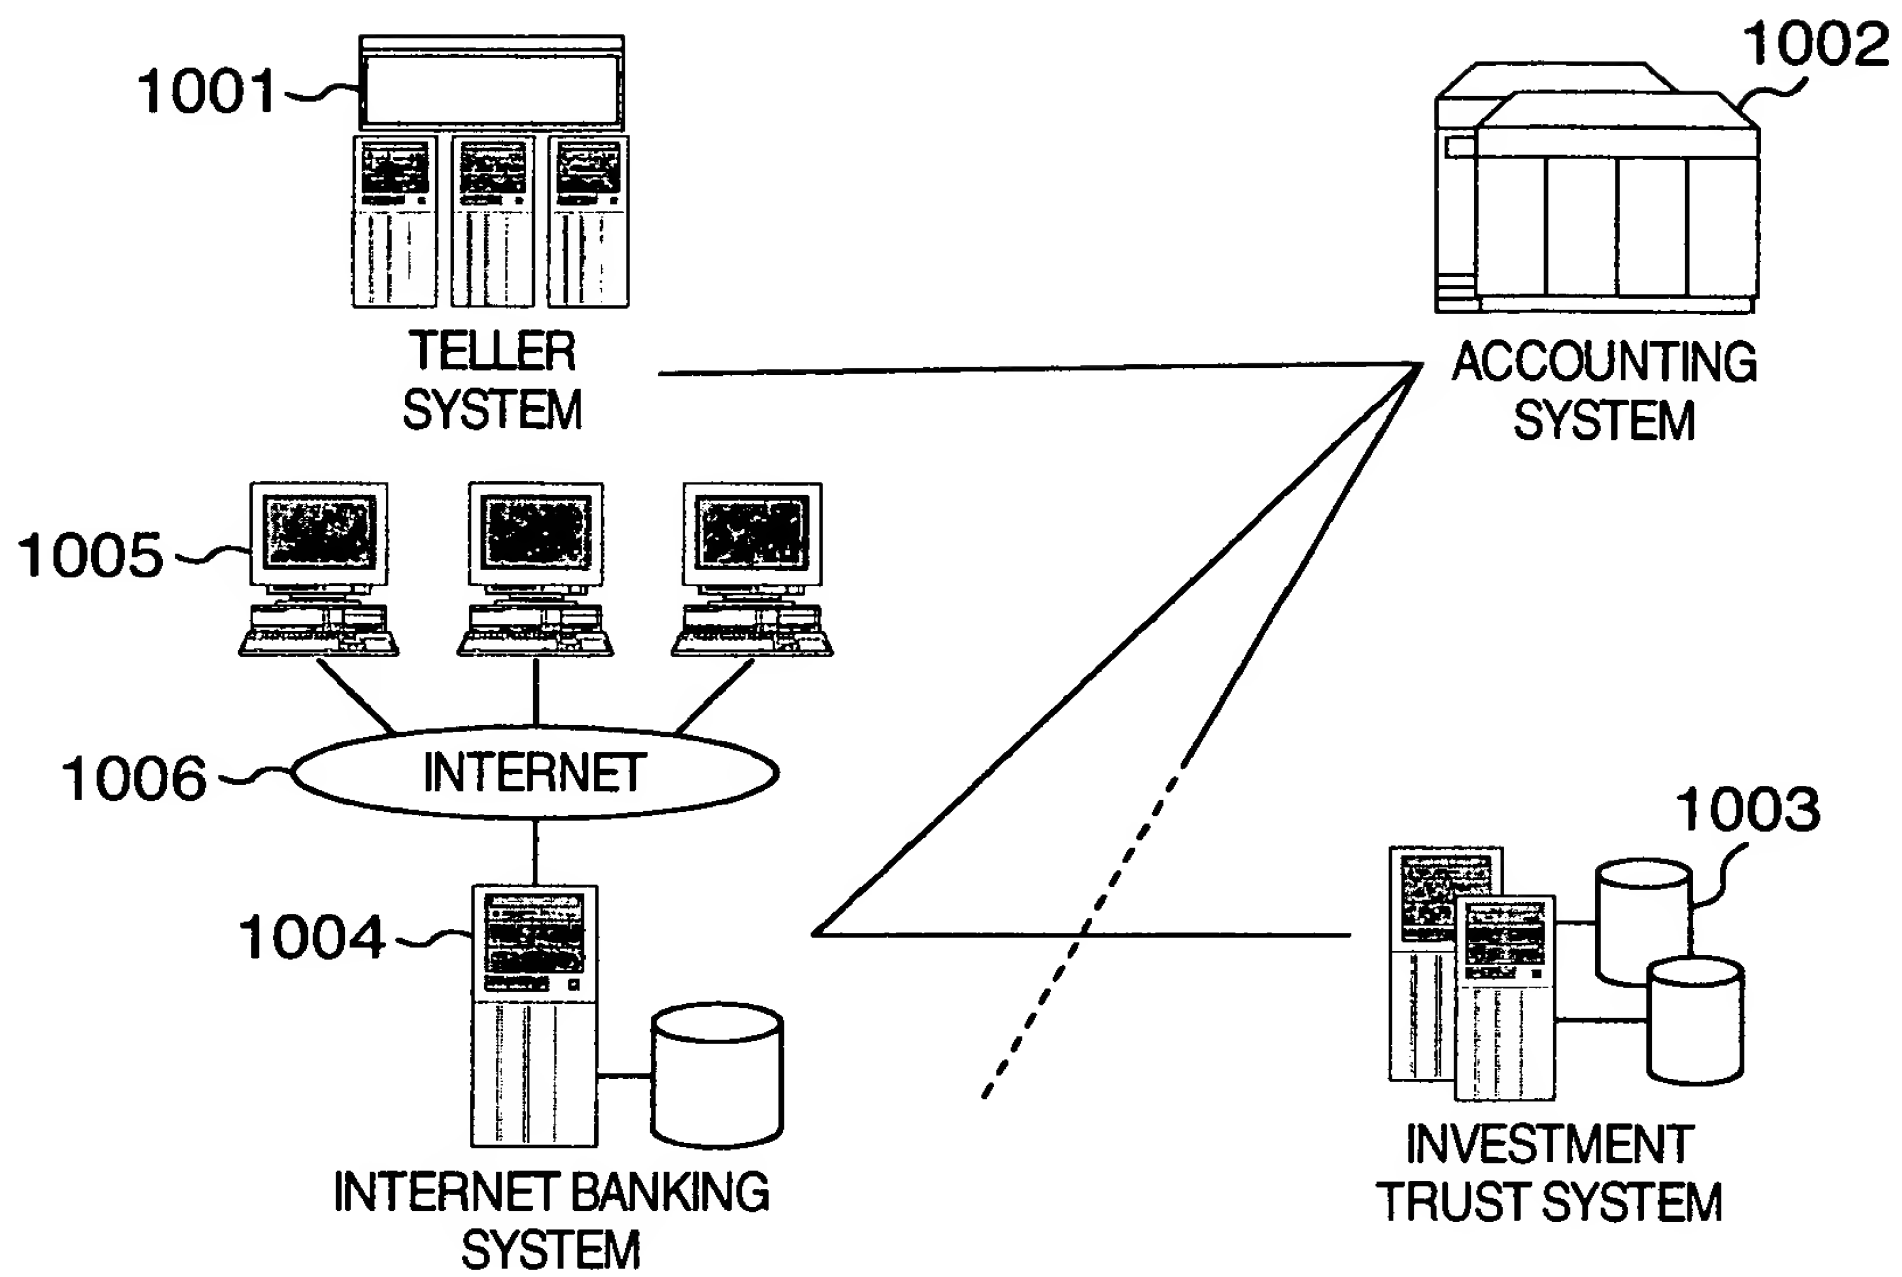 1001
1002
TELLER
SYSTEM
ACCOUNTING
SYSTEM
1005
INTERNET
1006
1003
1004
INVESTMENT
TRUST SYSTEM
INTERNET BANKING
SYSTEM